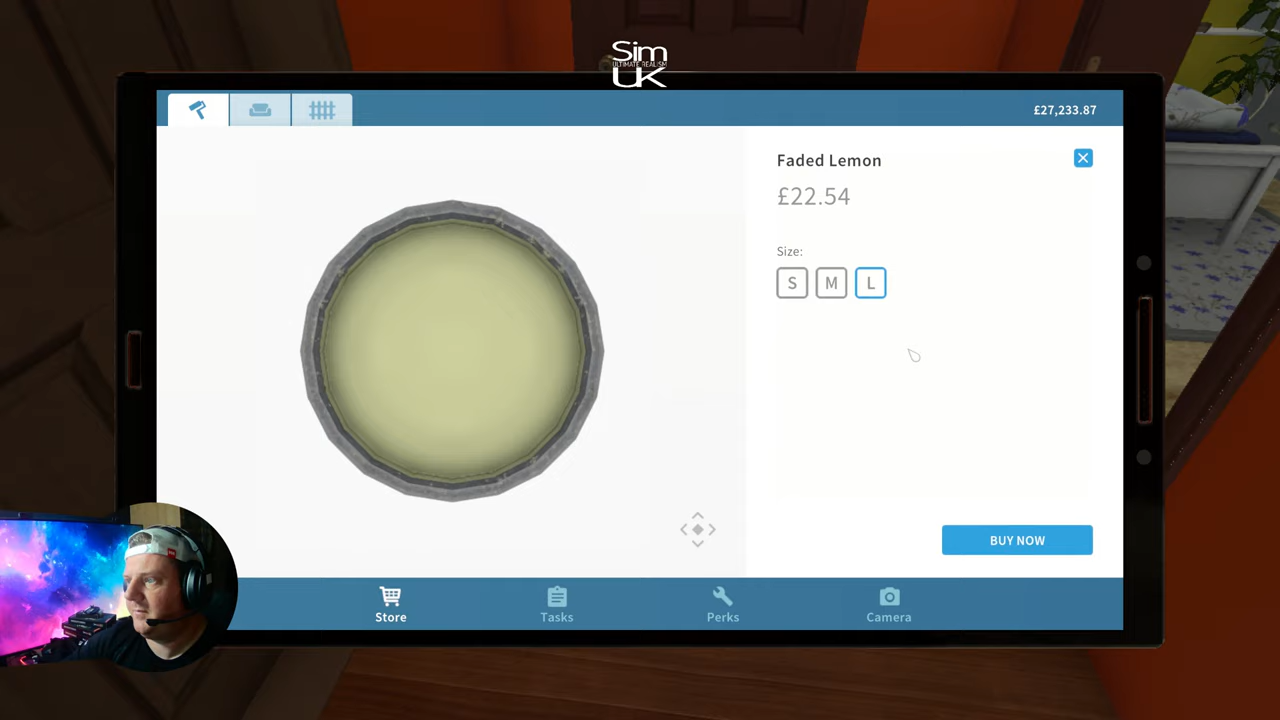 Sim
ULTIMATE REALISM
UK
£27,233.87
Faded Lemon
£22.54
Size:
S M L
BUY NOW
Store Tasks Perks Camera